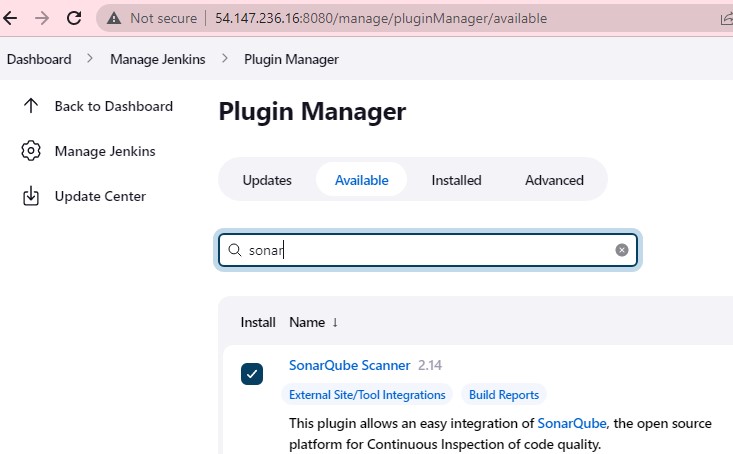 Not secure 54.147.236.16:8080/manage/pluginManager/available
Dashboard Manage Jenkins Plugin Manager
Back to Dashboard
Manage Jenkins
Update Center
Plugin Manager
Updates Available Installed Advanced
sonar
Install Name ↓
SonarQube Scanner 2.14
External Site/Tool Integrations Build Reports
This plugin allows an easy integration of SonarQube, the open source
platform for Continuous Inspection of code quality.